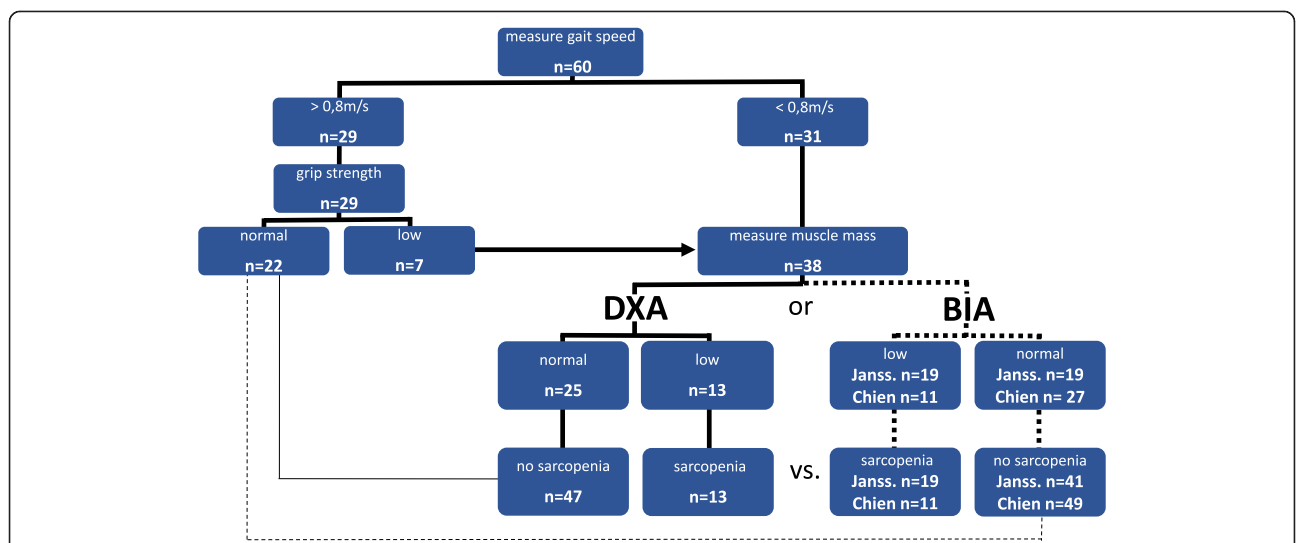 measure gait speed
n=60
> 0,8m/s
n=29
< 0,8m/s
n=31
grip strength
n=29
normal
n=22
low
n=7
measure muscle mass
n=38
DXA
or
BIA
normal
n=25
low
n=13
low
Janss. n=19
Chien n=11
normal
Janss. n=19
Chien n= 27
no sarcopenia
n=47
sarcopenia
n=13
vs.
sarcopenia
Janss. n=19
Chien n=11
no sarcopenia
Janss. n=41
Chien n=49